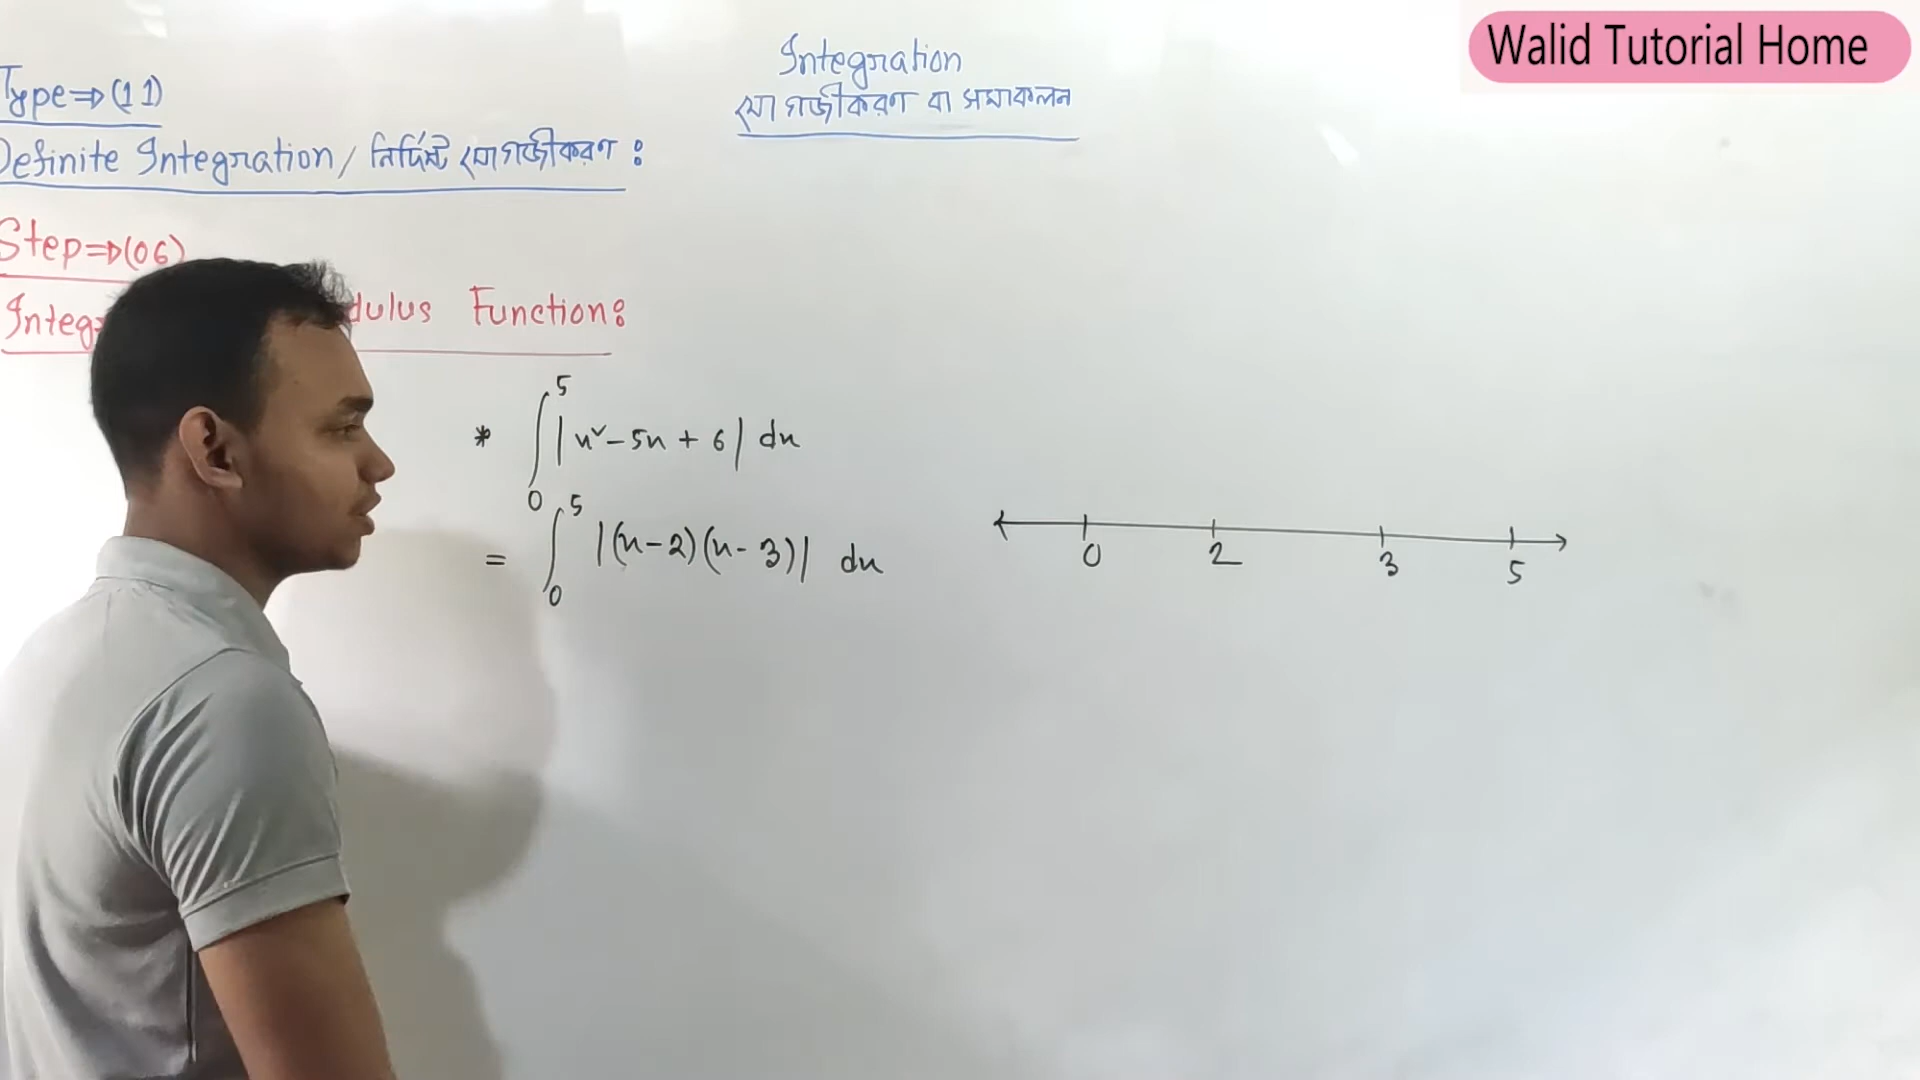 Walid Tutorial Home
Integration
যোগজীকরণ বা সমাকলন
Type⇒(11)
Definite Integration/নির্দিষ্ট যোগজীকরণ:
Step⇒(06)
Function:
* ∫₀⁵ |x²-5x+6| dx
= ∫₀⁵ |(x-2)(x-3)| dx
0 2 3 5